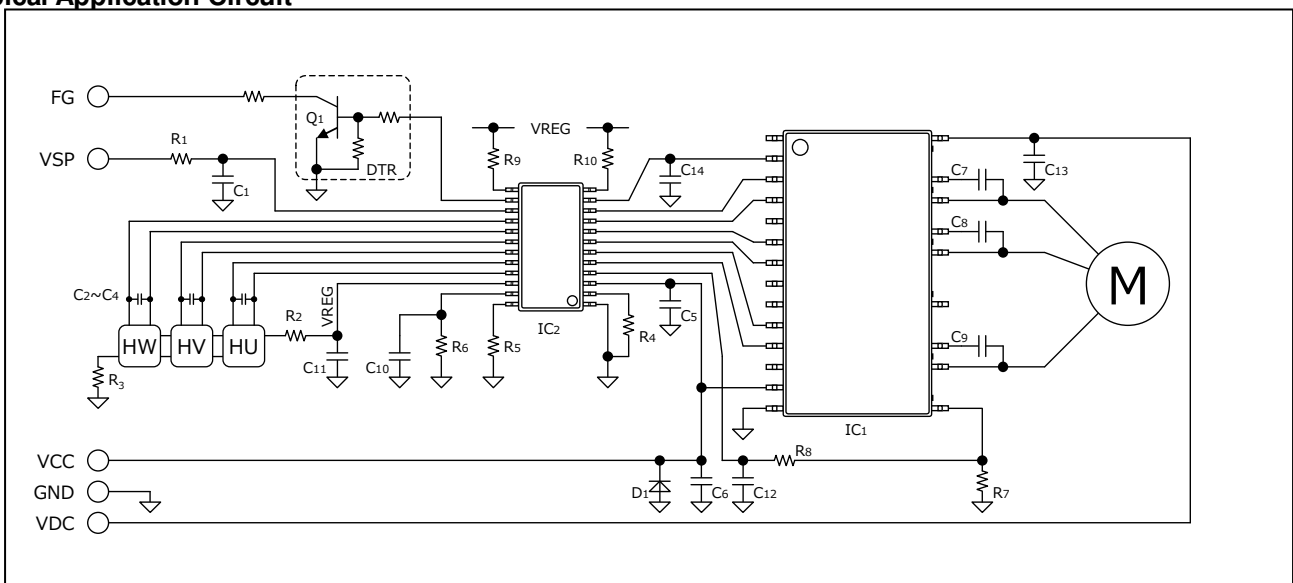 ical Application Circuit
FG
Q1
DTR
VREG
R9
R10
VSP
R1
C1
C14
C7
C13
C8
M
C2~C4
R2
VREG
C5
IC2
HW
HV
HU
R3
C11
C10
R6
R5
R4
C9
IC1
VCC
GND
VDC
D1
C6
C12
R8
R7